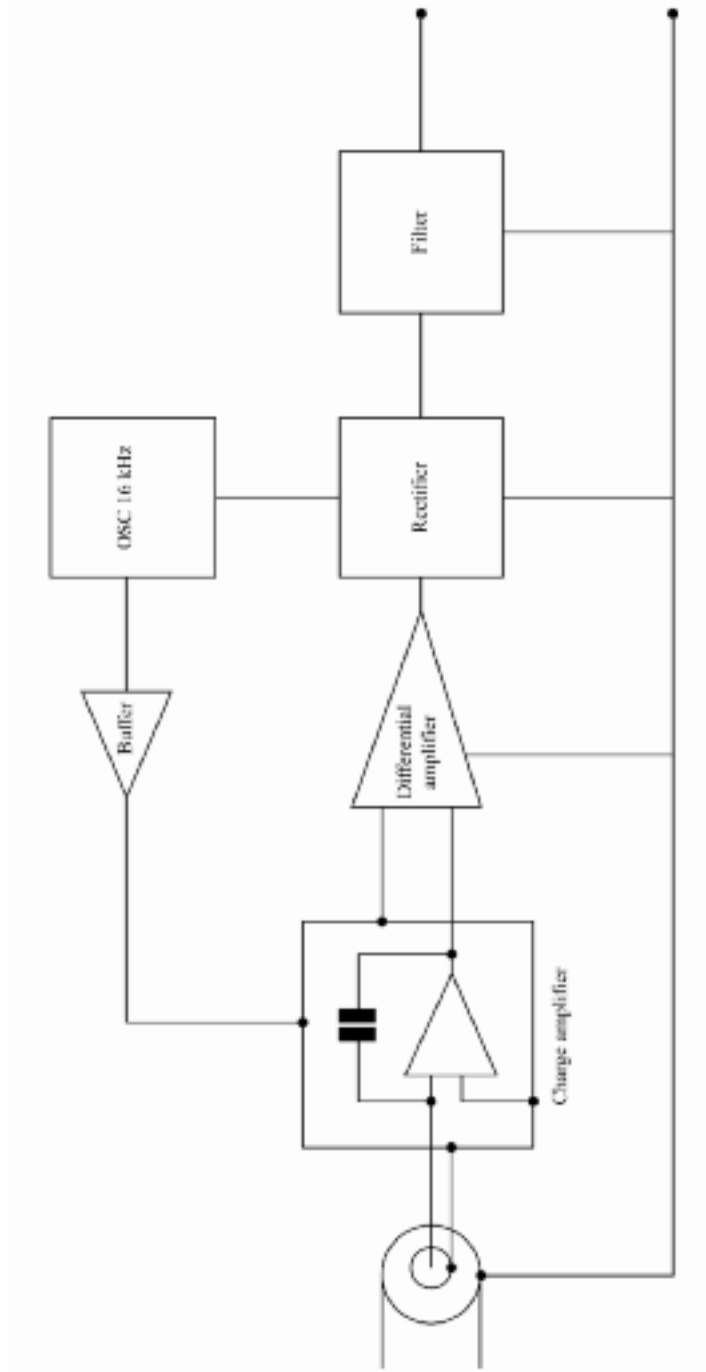 Filter
OSC 16 kHz
Rectifier
Buffer
Differential
amplifier
Charge amplifier